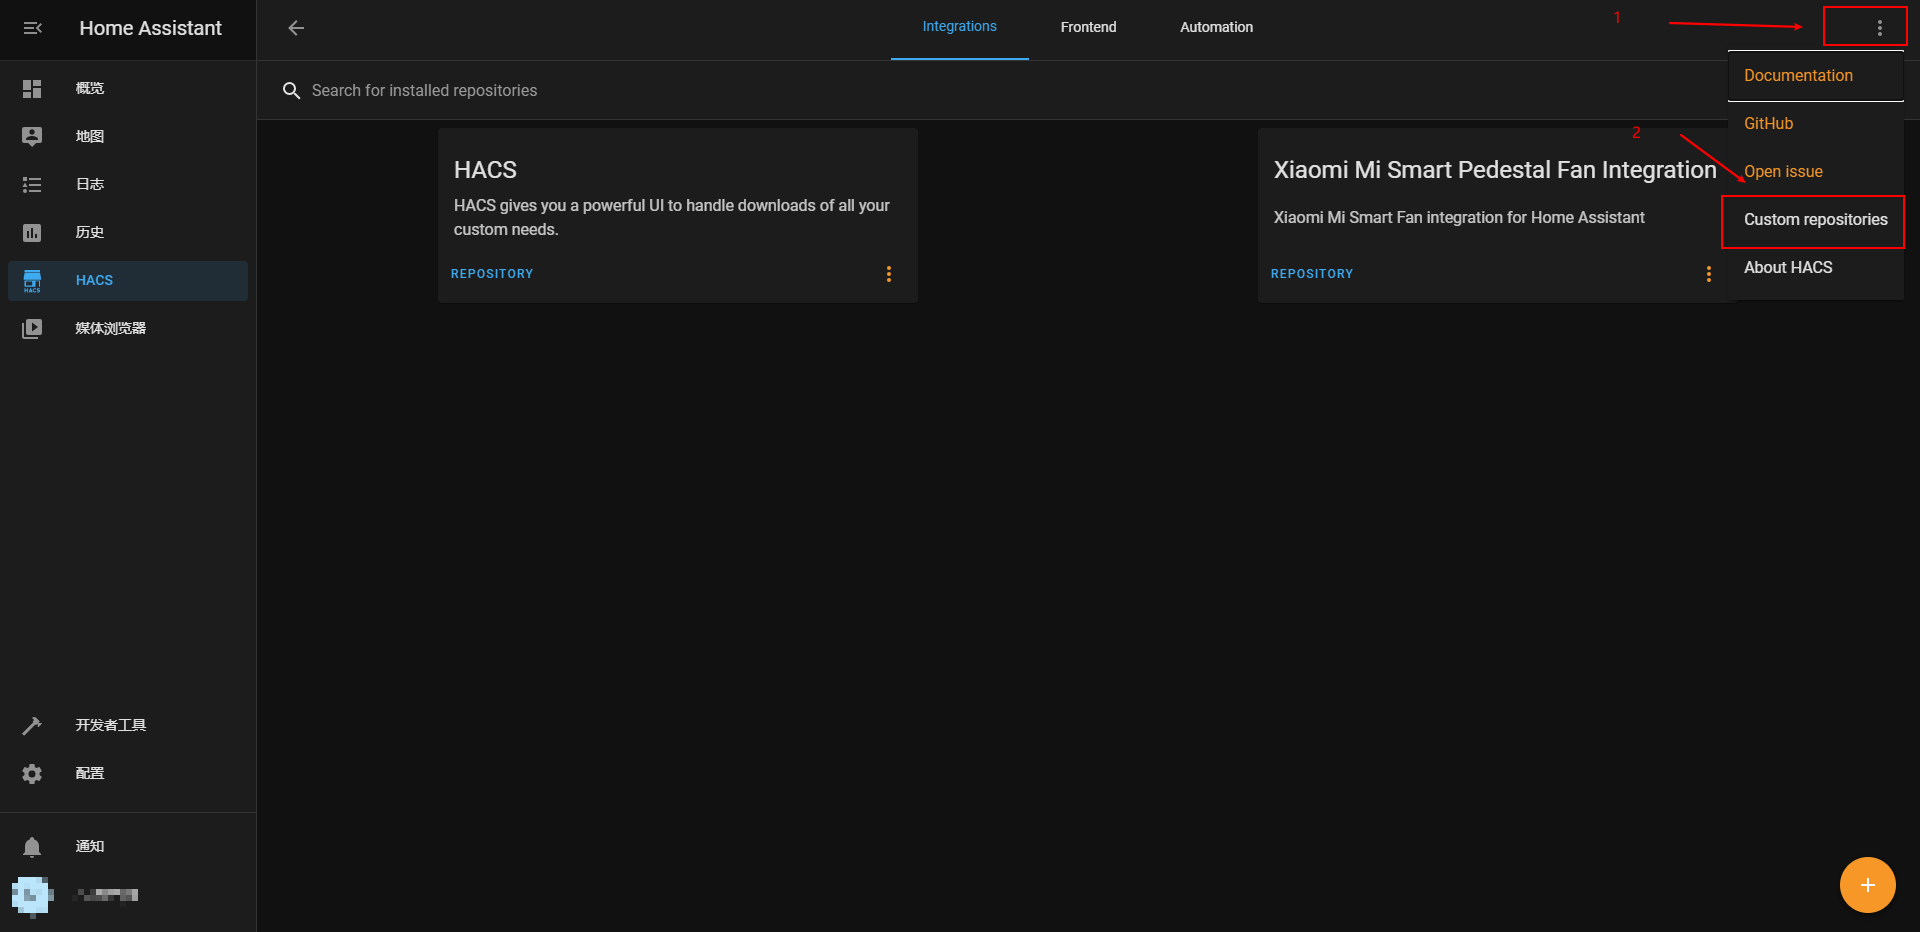 Home Assistant
概览
地图
日志
历史
HACS
HACS
媒体浏览器
开发者工具
配置
通知
Integrations
Frontend
Automation
1
Search for installed repositories
HACS
HACS gives you a powerful UI to handle downloads of all your
custom needs.
REPOSITORY
Xiaomi Mi Smart Pedestal Fan Integration
Xiaomi Mi Smart Fan integration for Home Assistant
REPOSITORY
2
Documentation
GitHub
Open issue
Custom repositories
About HACS